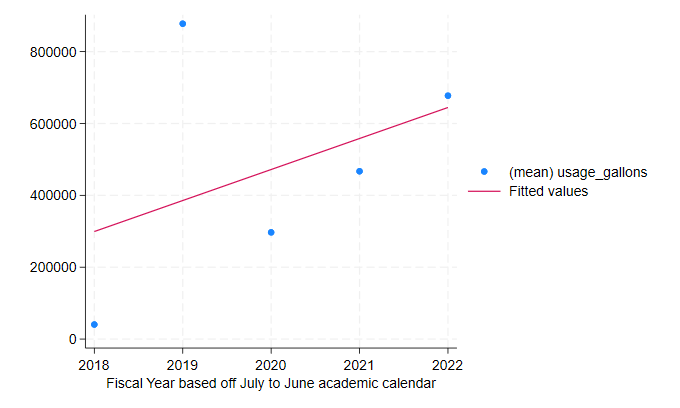 800000
600000
400000
200000
0
2018 2019 2020 2021 2022
Fiscal Year based off July to June academic calendar
(mean) usage_gallons
Fitted values